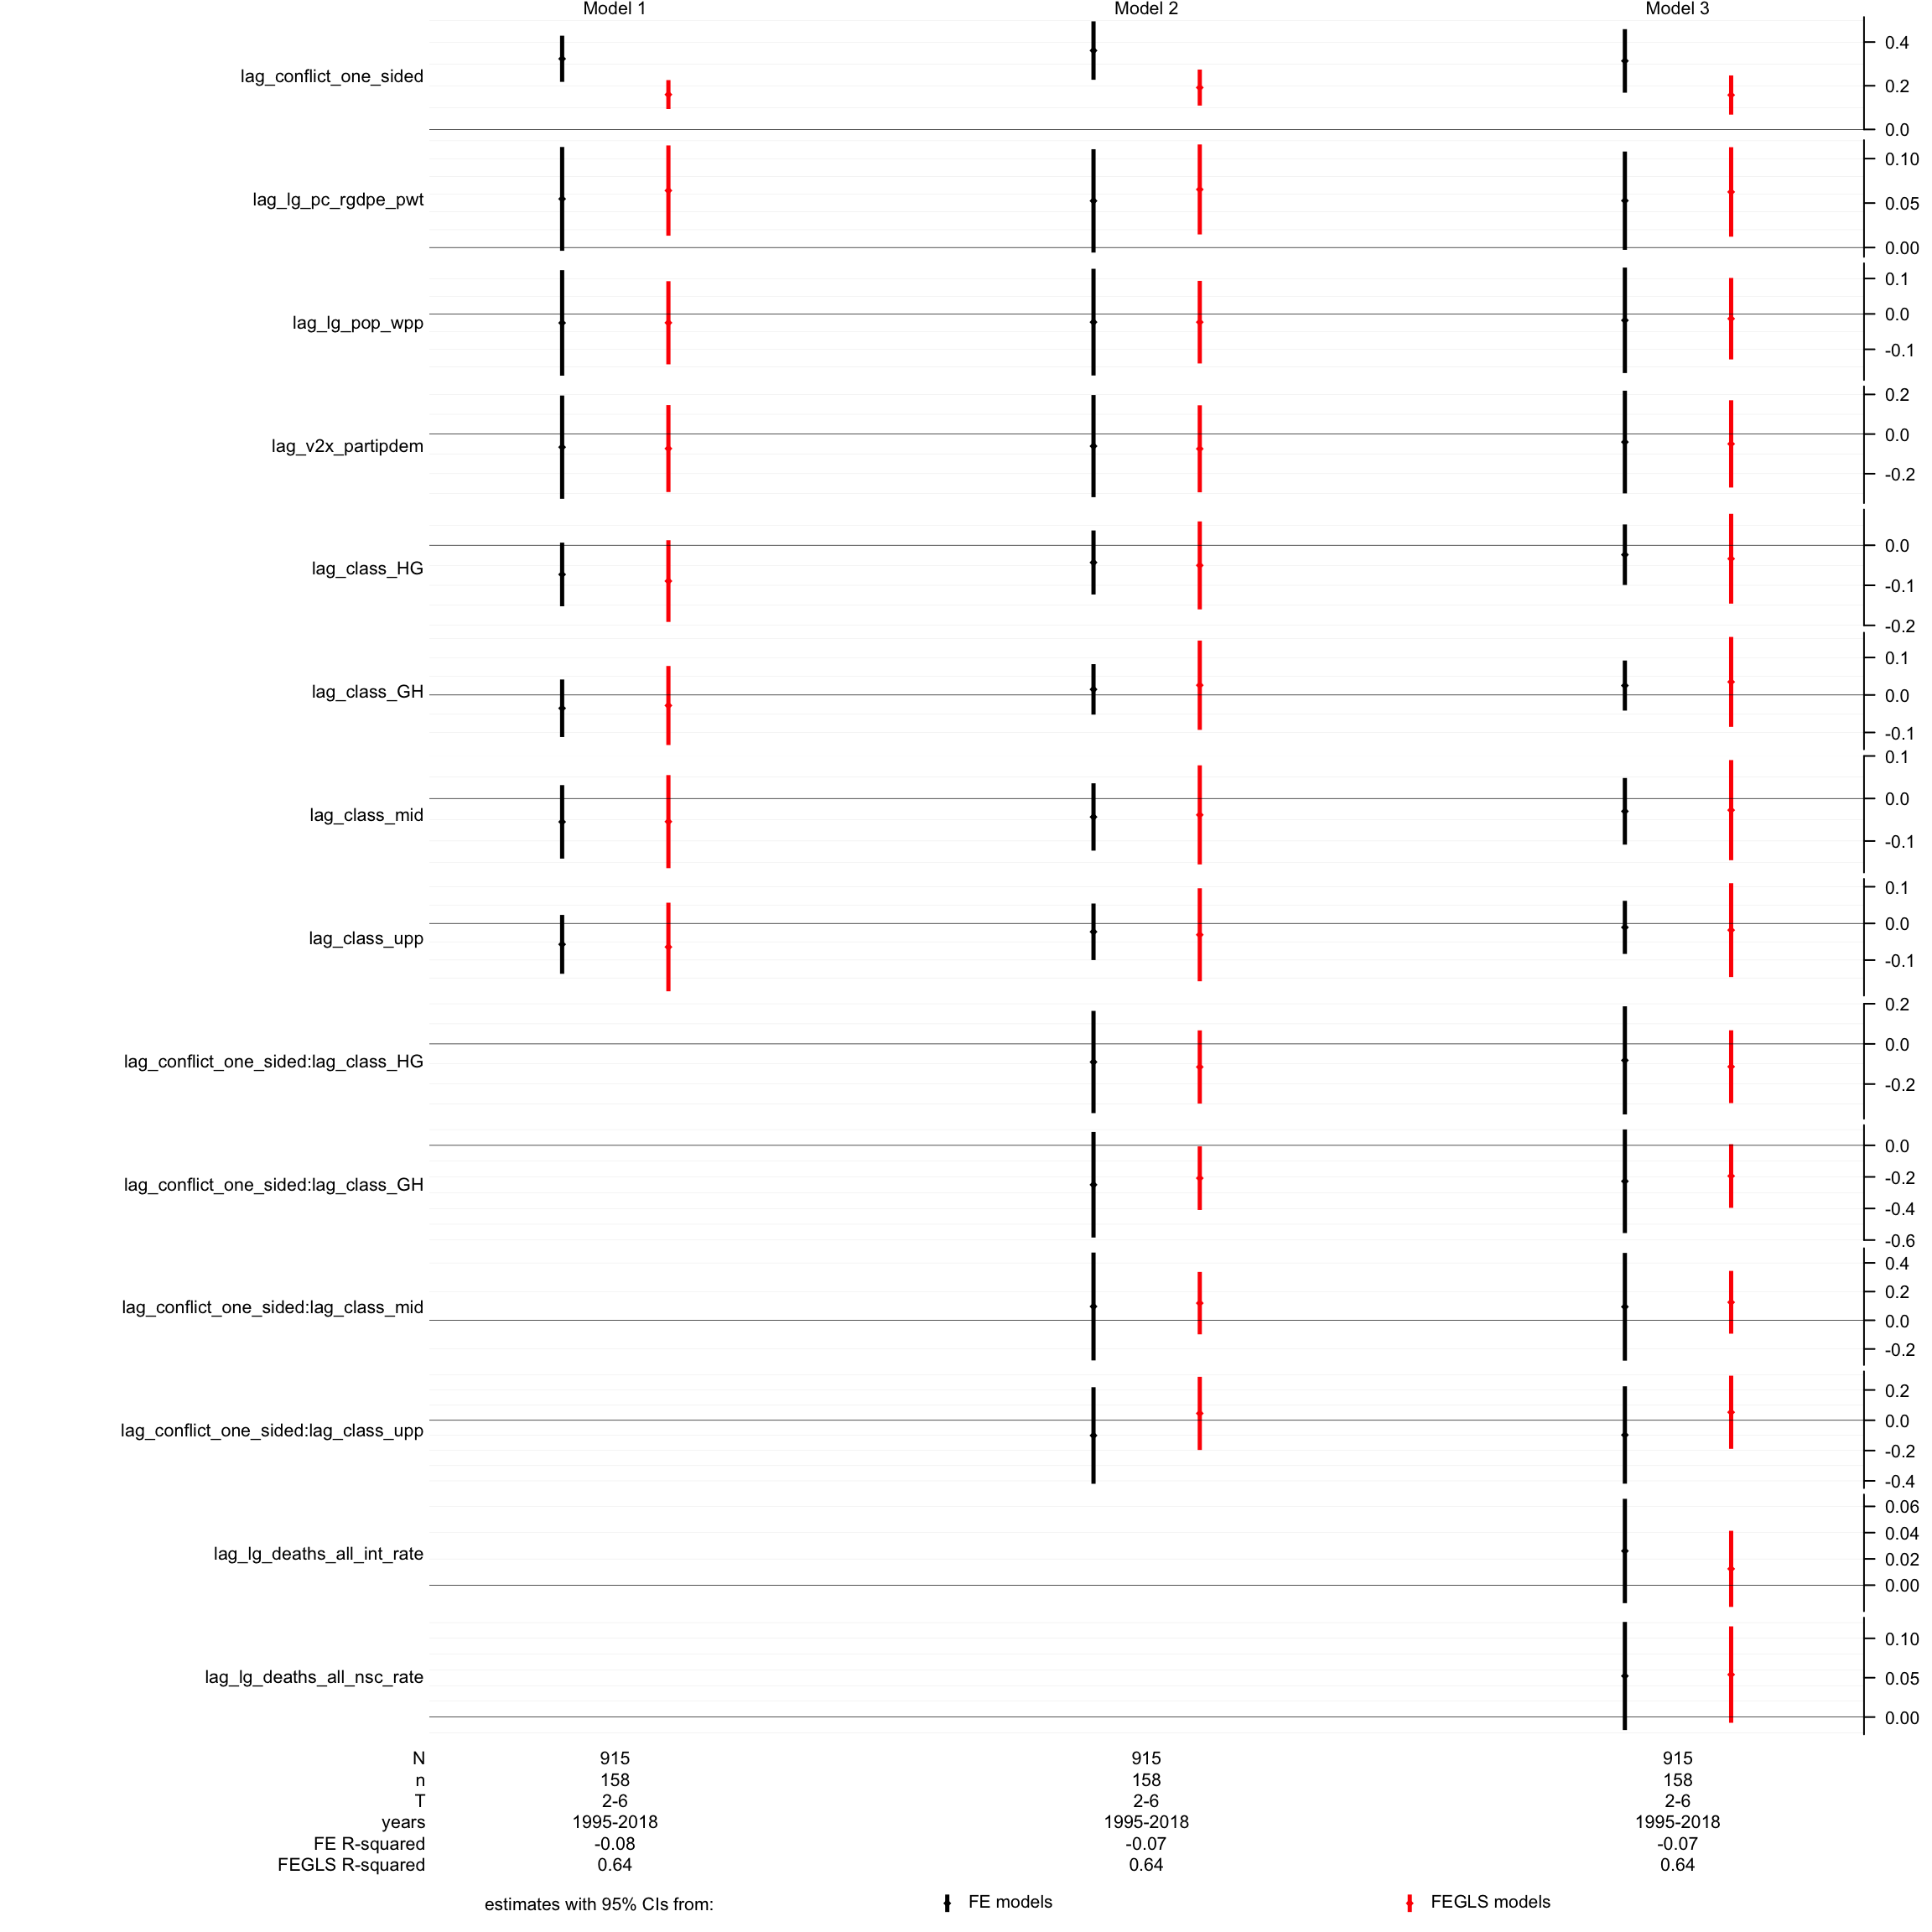 Model 1 Model 2 Model 3
lag_conflict_one_sided
0.4
0.2
0.0
lag_lg_pc_rgdpe_pwt
0.10
0.05
0.00
lag_lg_pop_wpp
0.1
0.0
-0.1
lag_v2x_partipdem
0.2
0.0
-0.2
lag_class_HG
0.0
-0.1
-0.2
lag_class_GH
0.1
0.0
-0.1
lag_class_mid
0.1
0.0
-0.1
lag_class_upp
0.1
0.0
-0.1
lag_conflict_one_sided:lag_class_HG
0.2
0.0
-0.2
lag_conflict_one_sided:lag_class_GH
0.0
-0.2
-0.4
-0.6
lag_conflict_one_sided:lag_class_mid
0.4
0.2
0.0
-0.2
lag_conflict_one_sided:lag_class_upp
0.2
0.0
-0.2
-0.4
lag_lg_deaths_all_int_rate
0.06
0.04
0.02
0.00
lag_lg_deaths_all_nsc_rate
0.10
0.05
0.00
N 915 915 915
n 158 158 158
T 2-6 2-6 2-6
years 1995-2018 1995-2018 1995-2018
FE R-squared -0.08 -0.07 -0.07
FEGLS R-squared 0.64 0.64 0.64
estimates with 95% CIs from: FE models FEGLS models